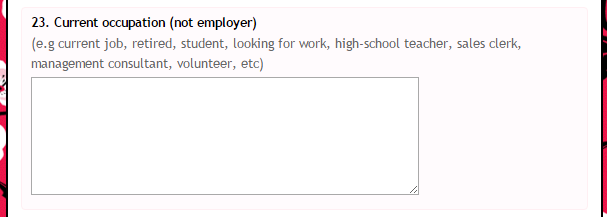 23. Current occupation (not employer)
(e.g current job, retired, student, looking for work, high-school teacher, sales clerk,
management consultant, volunteer, etc)